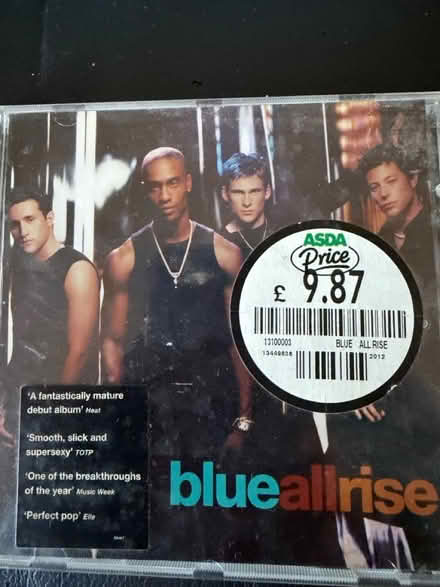 ASDA
Price
£ 9.87
13100003 BLUE ALL RISE
13449838 2012
'A fantastically mature
debut album' Heat
'Smooth, slick and
supersexy' TOTP
'One of the breakthroughs
of the year' Music Week
'Perfect pop' Elle
blueallrise